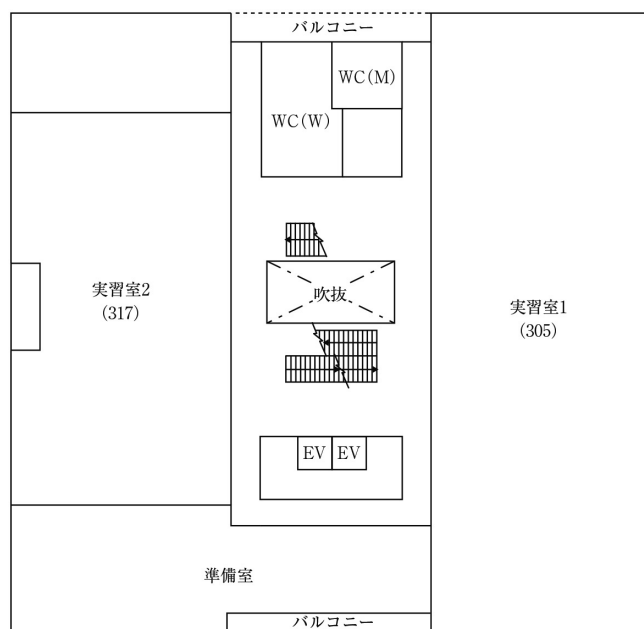 バルコニー
WC(M)
WC(W)
吹抜
実習室2
(317)
実習室1
(305)
EV
EV
準備室
バルコニー